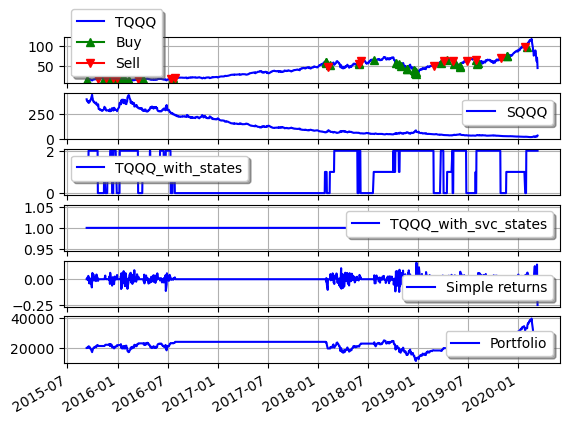 TQQQ
Buy
Sell
100
50
SQQQ
250
0
TQQQ_with_states
2
0
TQQQ_with_svc_states
1.05
1.00
0.95
Simple returns
0.00
−0.25
Portfolio
40000
20000
2015-07 2016-01 2016-07 2017-01 2017-07 2018-01 2018-07 2019-01 2019-07 2020-01